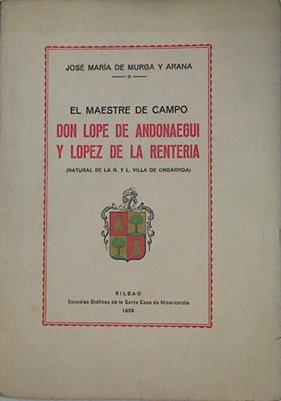 JOSÉ MARÍA DE MURGA Y ARANA
EL MAESTRE DE CAMPO
DON LOPE DE ANDONAEGUI
Y LOPEZ DE LA RENTERIA
(NATURAL DE LA N. Y L. VILLA DE ONDÁRROA)
BILBAO
Escuelas Gráficas de la Santa Casa de Misericordia